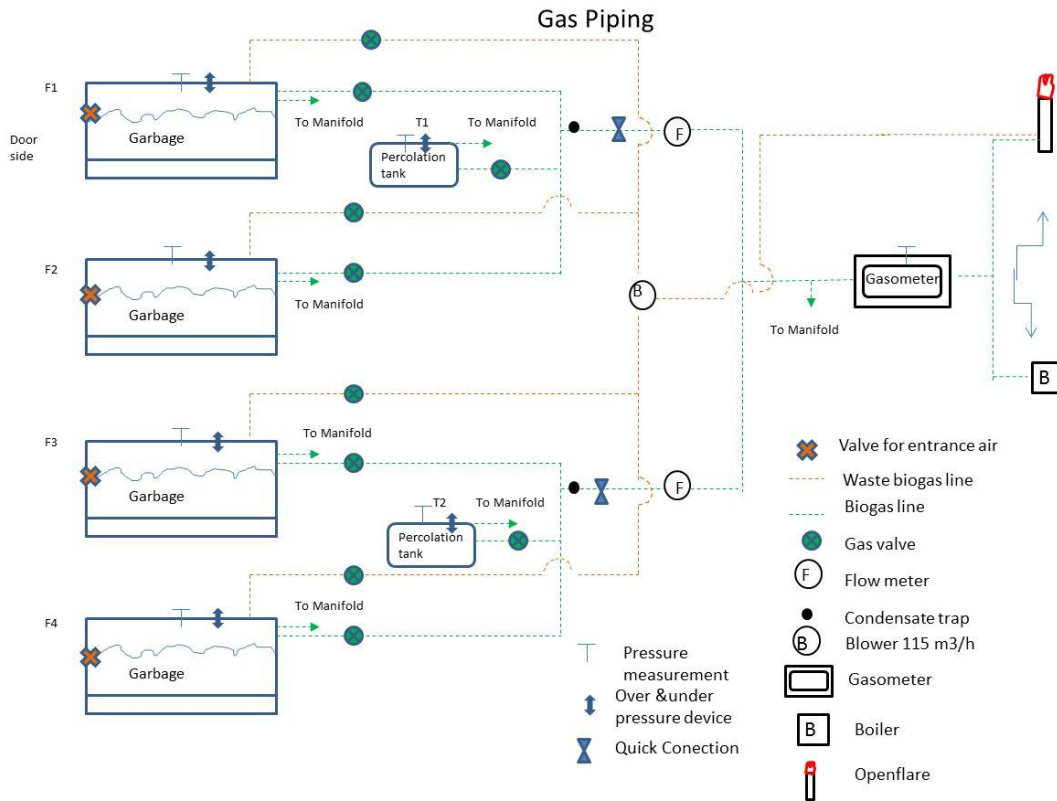 Gas Piping
F1
Door
side
Garbage
To Manifold
T1
To Manifold
Percolation
tank
F
F2
Garbage
To Manifold
B
Gasometer
To Manifold
B
F3
Garbage
To Manifold
T2
To Manifold
Percolation
tank
F
F4
Garbage
To Manifold
Valve for entrance air
Waste biogas line
Biogas line
Gas valve
F
Flow meter
Condensate trap
B
Blower 115 m3/h
Gasometer
B
Boiler
Openflare
Pressure
measurement
Over &under
pressure device
Quick Conection